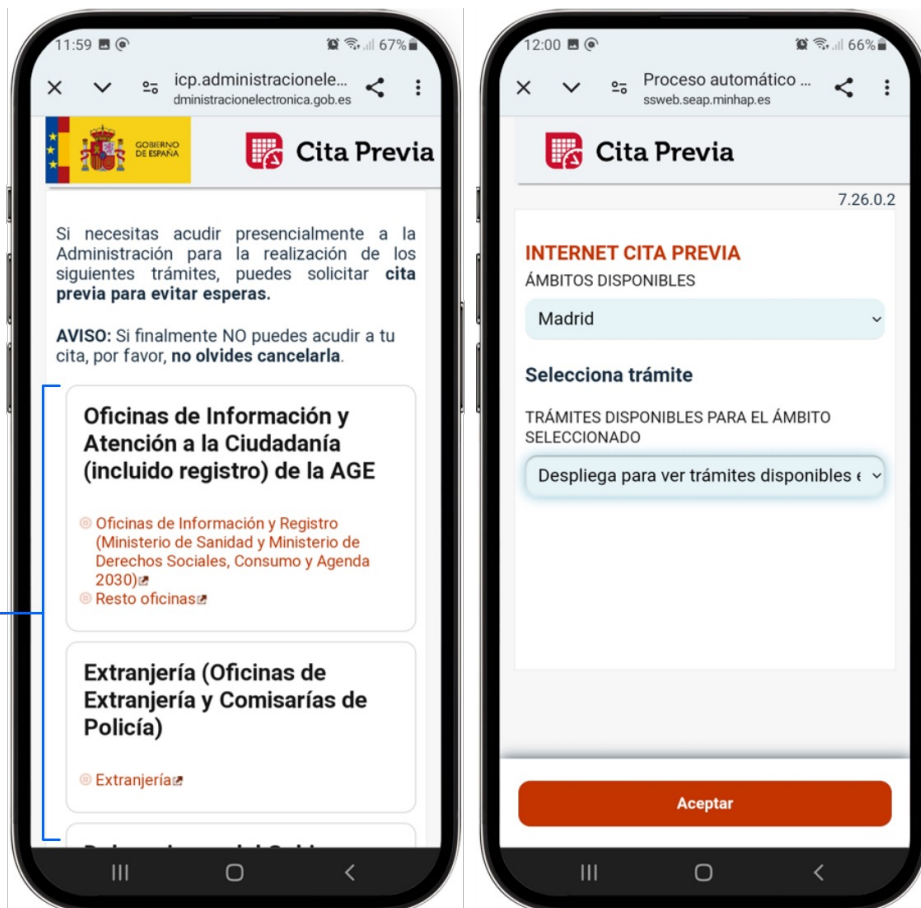 11:59
67%
icp.administracionele...
dministracionelectronica.gob.es
GOBIERNO
DE ESPAÑA
Cita Previa
Si necesitas acudir presencialmente a la
Administración para la realización de los
siguientes trámites, puedes solicitar cita
previa para evitar esperas.
AVISO: Si finalmente NO puedes acudir a tu
cita, por favor, no olvides cancelarla.
Oficinas de Información y
Atención a la Ciudadanía
(incluido registro) de la AGE
Oficinas de Información y Registro
(Ministerio de Sanidad y Ministerio de
Derechos Sociales, Consumo y Agenda
2030)
Resto oficinas
Extranjería (Oficinas de
Extranjería y Comisarías de
Policía)
Extranjería
12:00
66%
Proceso automático ...
ssweb.seap.minhap.es
Cita Previa
7.26.0.2
INTERNET CITA PREVIA
ÁMBITOS DISPONIBLES
Madrid
Selecciona trámite
TRÁMITES DISPONIBLES PARA EL ÁMBITO
SELECCIONADO
Despliega para ver trámites disponibles e
Aceptar